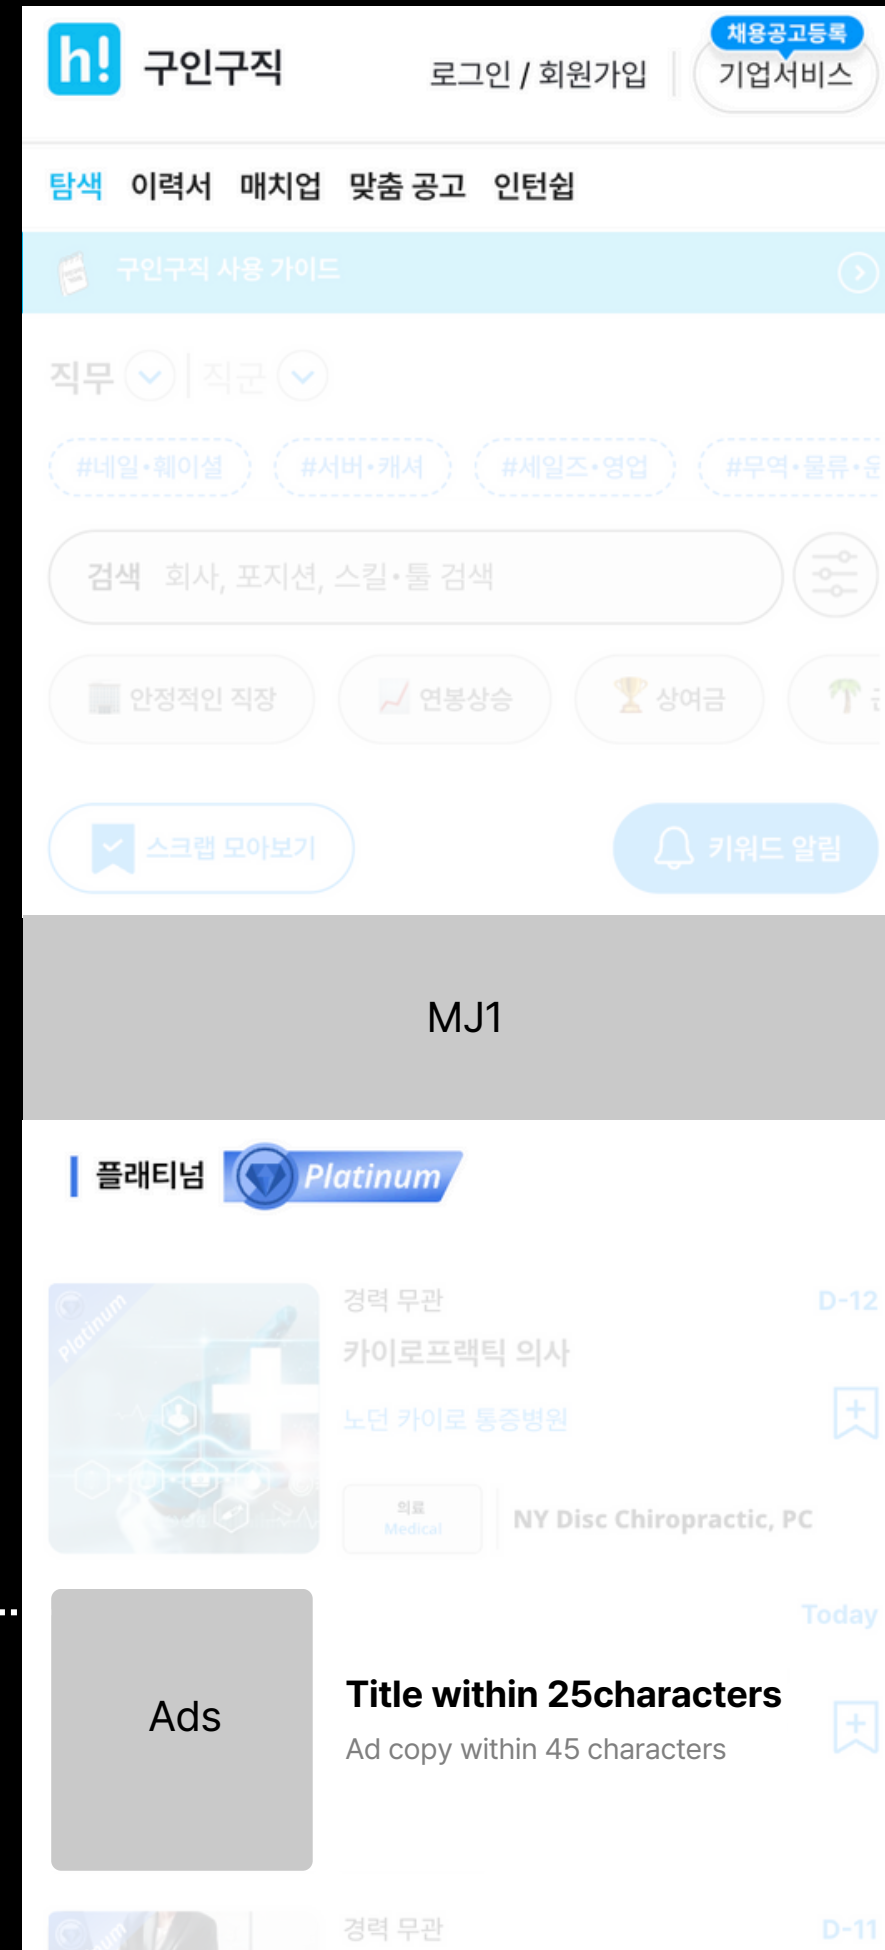 h! 구인구직
로그인 / 회원가입
채용공고등록
기업서비스
탐색 이력서 매치업 맞춤 공고 인턴쉽
구인구직 사용 가이드
직무 직군
#네일•훼이셜 #서버•캐셔 #세일즈•영업 #무역•물류•운
검색 회사, 포지션, 스킬•툴 검색
안정적인 직장 연봉상승 상여금
스크랩 모아보기 키워드 알림
MJ1
플래티넘 Platinum
Platinum
경력 무관 D-12
카이로프랙틱 의사
노던 카이로 통증병원
의료
Medical
NY Disc Chiropractic, PC
Today
Ads
Title within 25characters
Ad copy within 45 characters
경력 무관 D-11